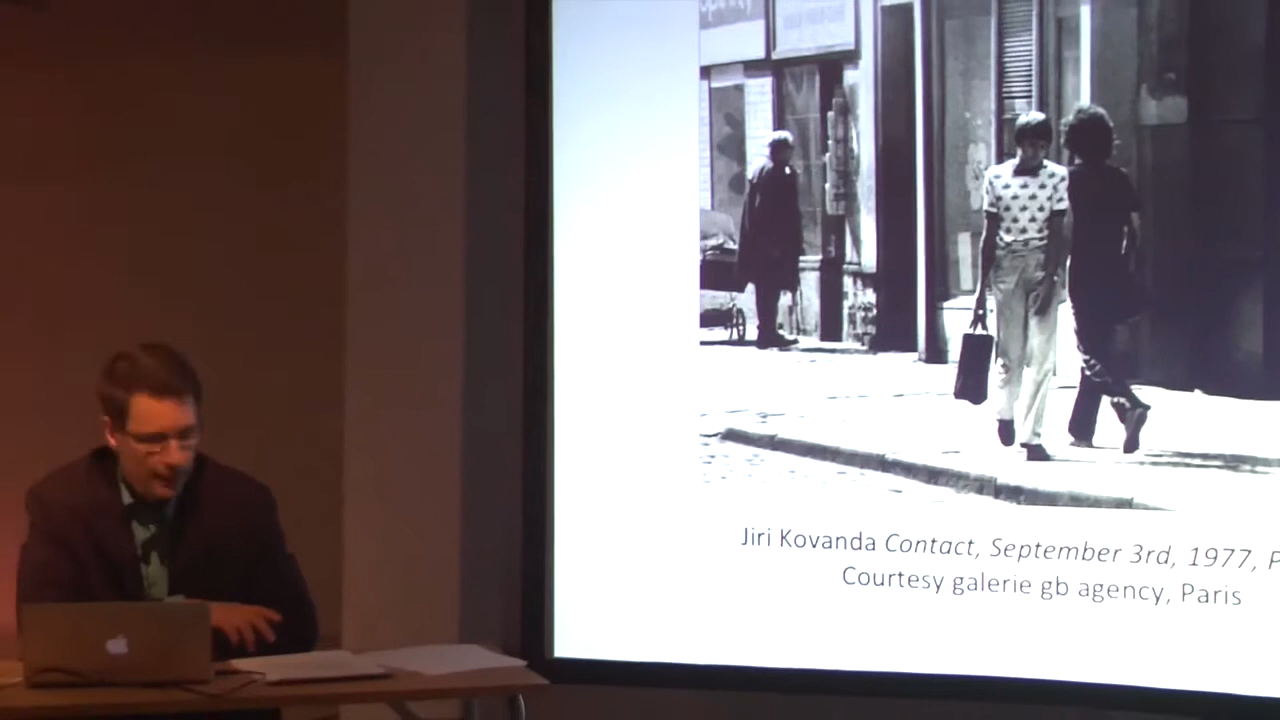 Jiri Kovanda Contact, September 3rd, 1977, P
Courtesy galerie gb agency, Paris